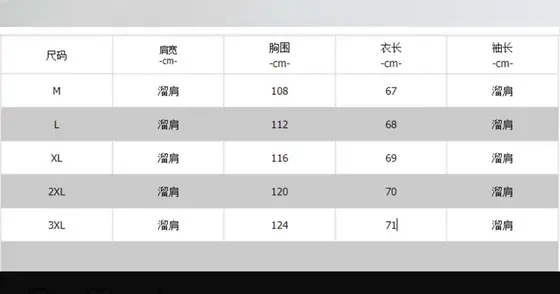 尺码 肩宽 -cm- 胸围 -cm- 衣长 -cm- 袖长 -cm-
M 溜肩 108 67 溜肩
L 溜肩 112 68 溜肩
XL 溜肩 116 69 溜肩
2XL 溜肩 120 70 溜肩
3XL 溜肩 124 71 溜肩